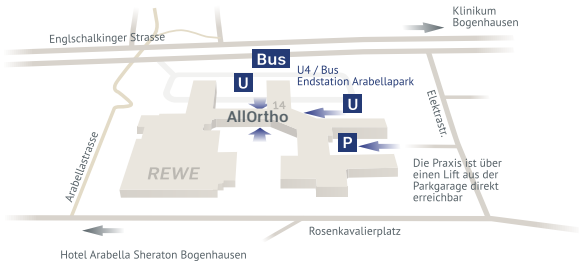 Klinikum
Bogenhausen
Englschalkinger Strasse
Bus
U4 / Bus
Endstation Arabellapark
U
U
14
AllOrtho
Elektrastr.
P
Arabellastrasse
REWE
Die Praxis ist über
einen Lift aus der
Parkgarage direkt
erreichbar
Rosenkavalierplatz
Hotel Arabella Sheraton Bogenhausen